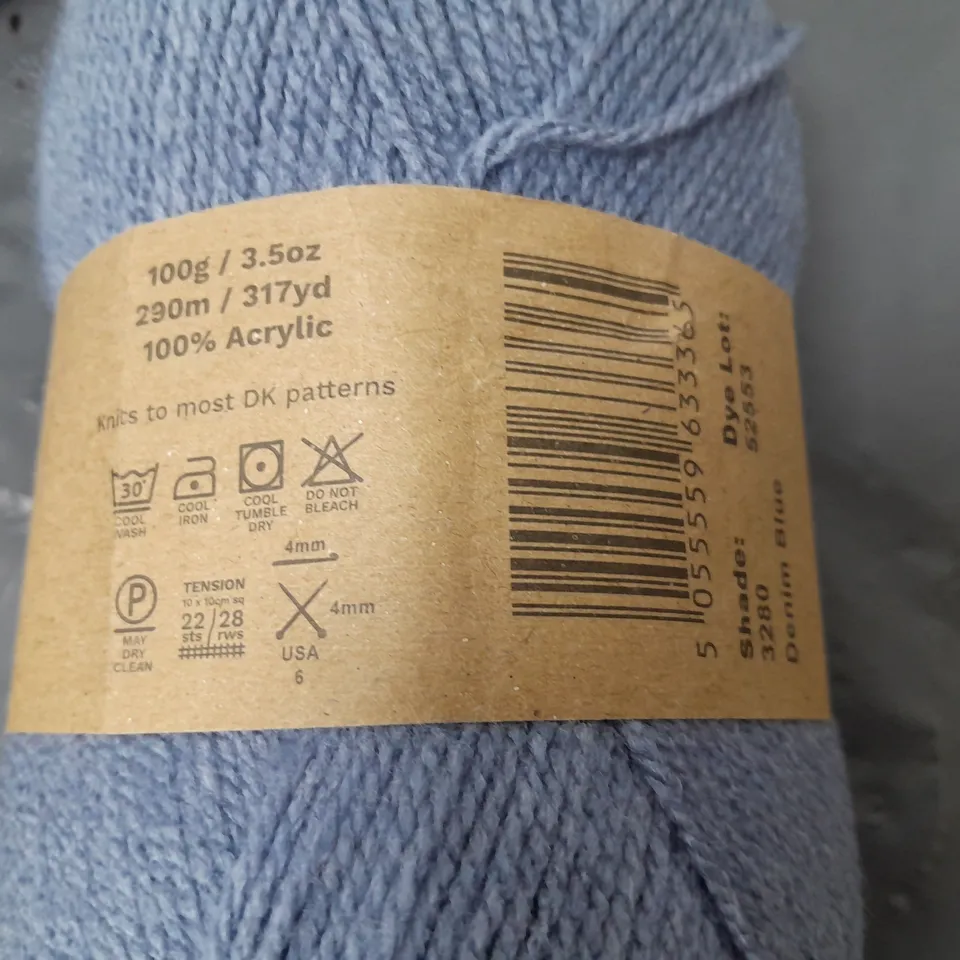 100g / 3.5oz
290m / 317yd
100% Acrylic
Knits to most DK patterns
30°
COOL
WASH
COOL
IRON
COOL
TUMBLE
DRY
DO NOT
BLEACH
P
MAY
DRY
CLEAN
TENSION
10 x 10cm sq
22 / 28
sts / rws
4mm
4mm
USA
6
5 055559 633365
Shade:
3280
Denim Blue
Dye Lot:
52553